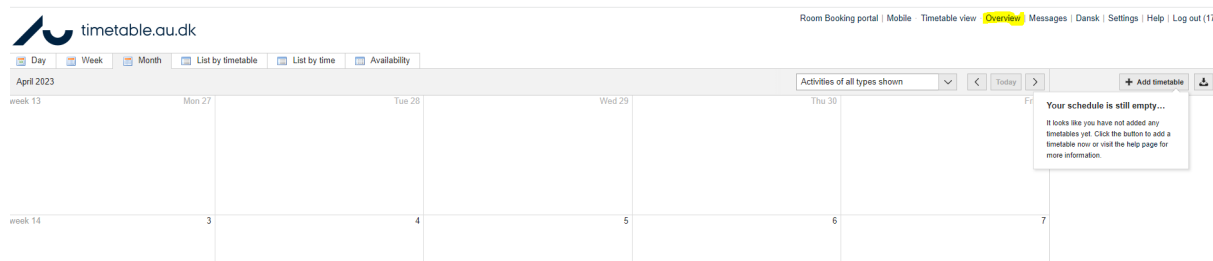 Room Booking portal | Mobile Timetable view Overview | Messages | Dansk | Settings | Help | Log out (17
timetable.au.dk
Day Week Month List by timetable List by time Availability
April 2023 Activities of all types shown Today + Add timetable
week 13 Mon 27 Tue 28 Wed 29 Thu 30 Fr
Your schedule is still empty...
It looks like you have not added any
timetables yet. Click the button to add a
timetable now or visit the help page for
more information.
week 14 3 4 5 6 7